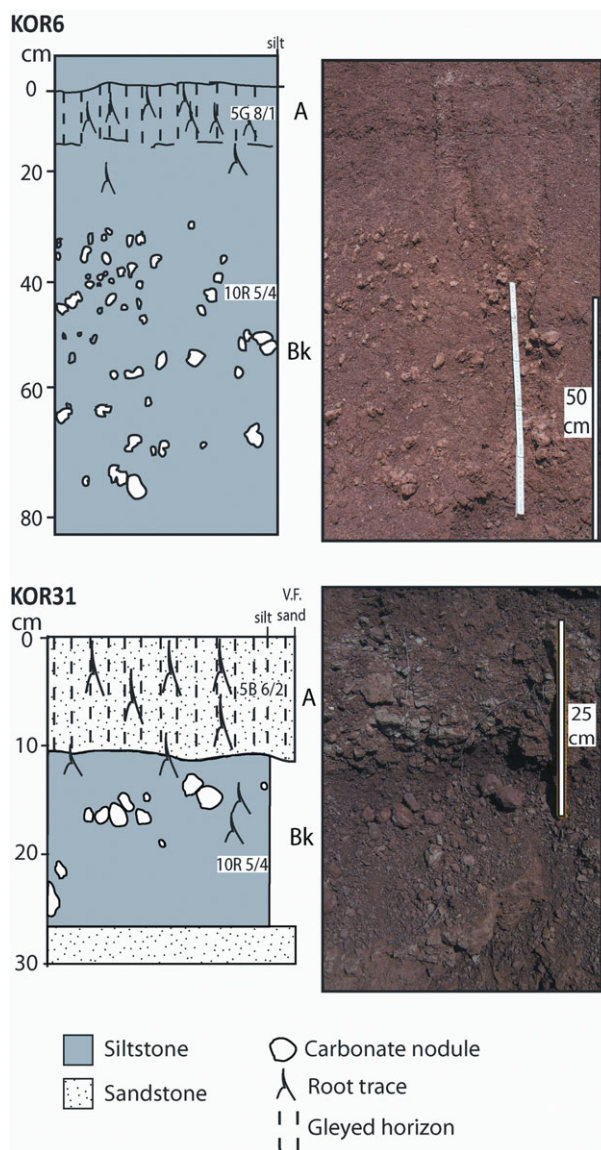 KOR6
cm
silt
0
5G 8/1
A
20
40
10R 5/4
Bk
60
80
50
cm
KOR31
cm
silt
V.F.
sand
0
5B 6/2
A
10
Bk
20
10R 5/4
30
25
cm
Siltstone
Sandstone
Carbonate nodule
Root trace
Gleyed horizon